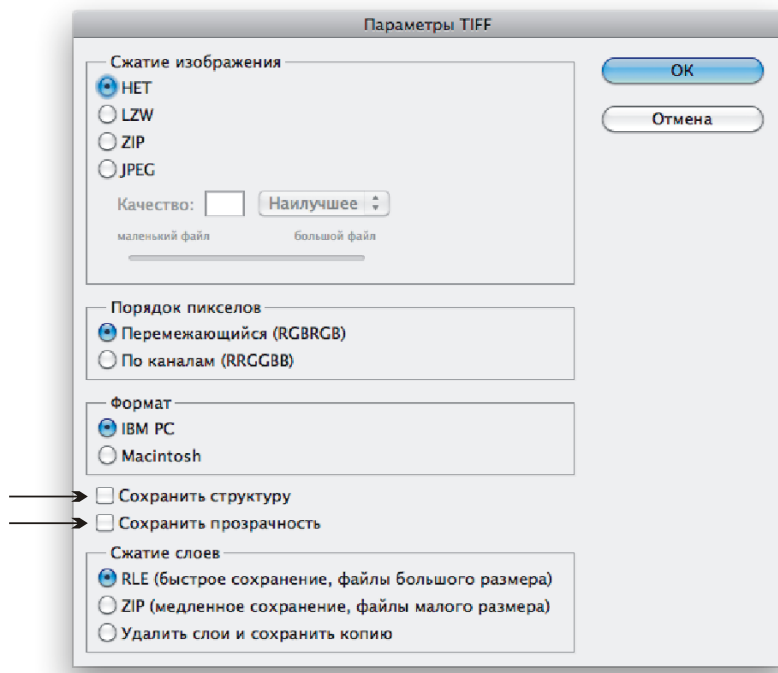 Параметры TIFF
Сжатие изображения
НЕТ
LZW
ZIP
JPEG
Качество: Наилучшее
маленький файл большой файл
Порядок пикселов
Перемежающийся (RGBRGB)
По каналам (RRGGBB)
Формат
IBM PC
Macintosh
Сохранить структуру
Сохранить прозрачность
Сжатие слоев
RLE (быстрое сохранение, файлы большого размера)
ZIP (медленное сохранение, файлы малого размера)
Удалить слои и сохранить копию
ОК
Отмена